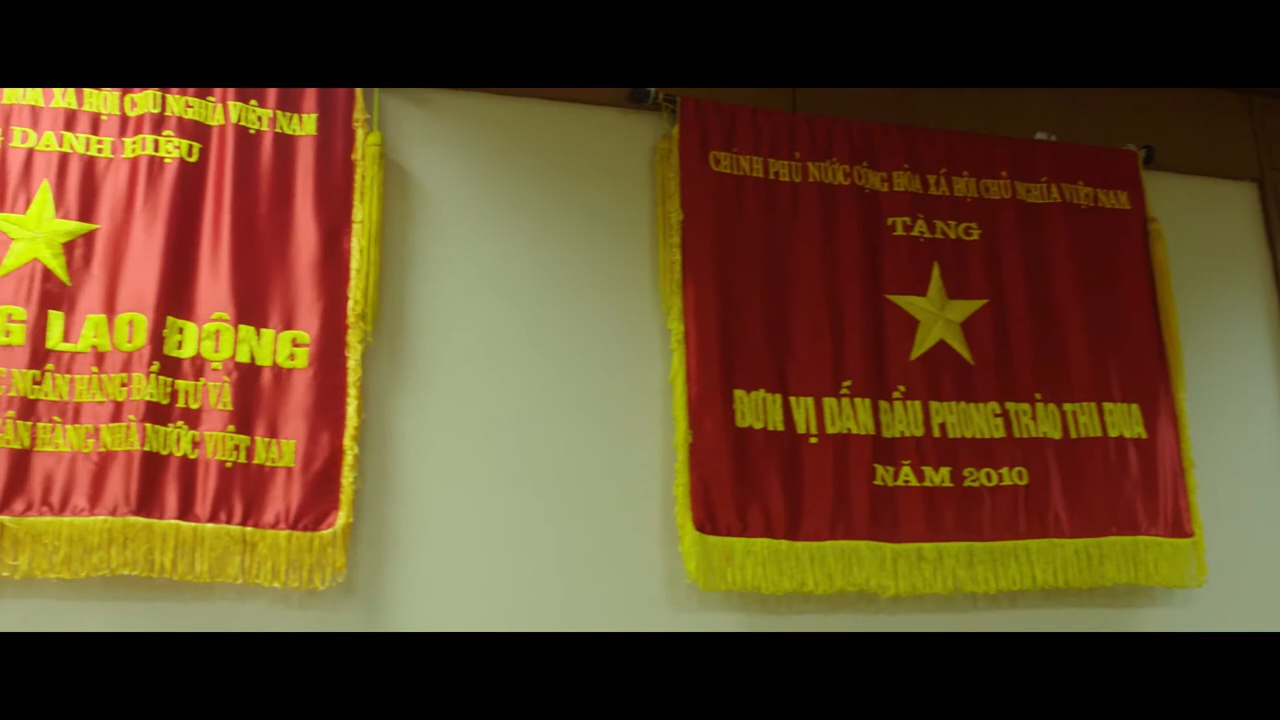 HÒA XÃ HỘI CHỦ NGHĨA VIỆT NAM
DANH HIỆU
LAO ĐỘNG
NGÂN HÀNG ĐẦU TƯ VÀ
HÀNG NHÀ NƯỚC VIỆT NAM
CHÍNH PHỦ NƯỚC CỘNG HÒA XÃ HỘI CHỦ NGHĨA VIỆT NAM
TẶNG
ĐƠN VỊ DẪN ĐẦU PHONG TRÀO THI ĐUA
NĂM 2010